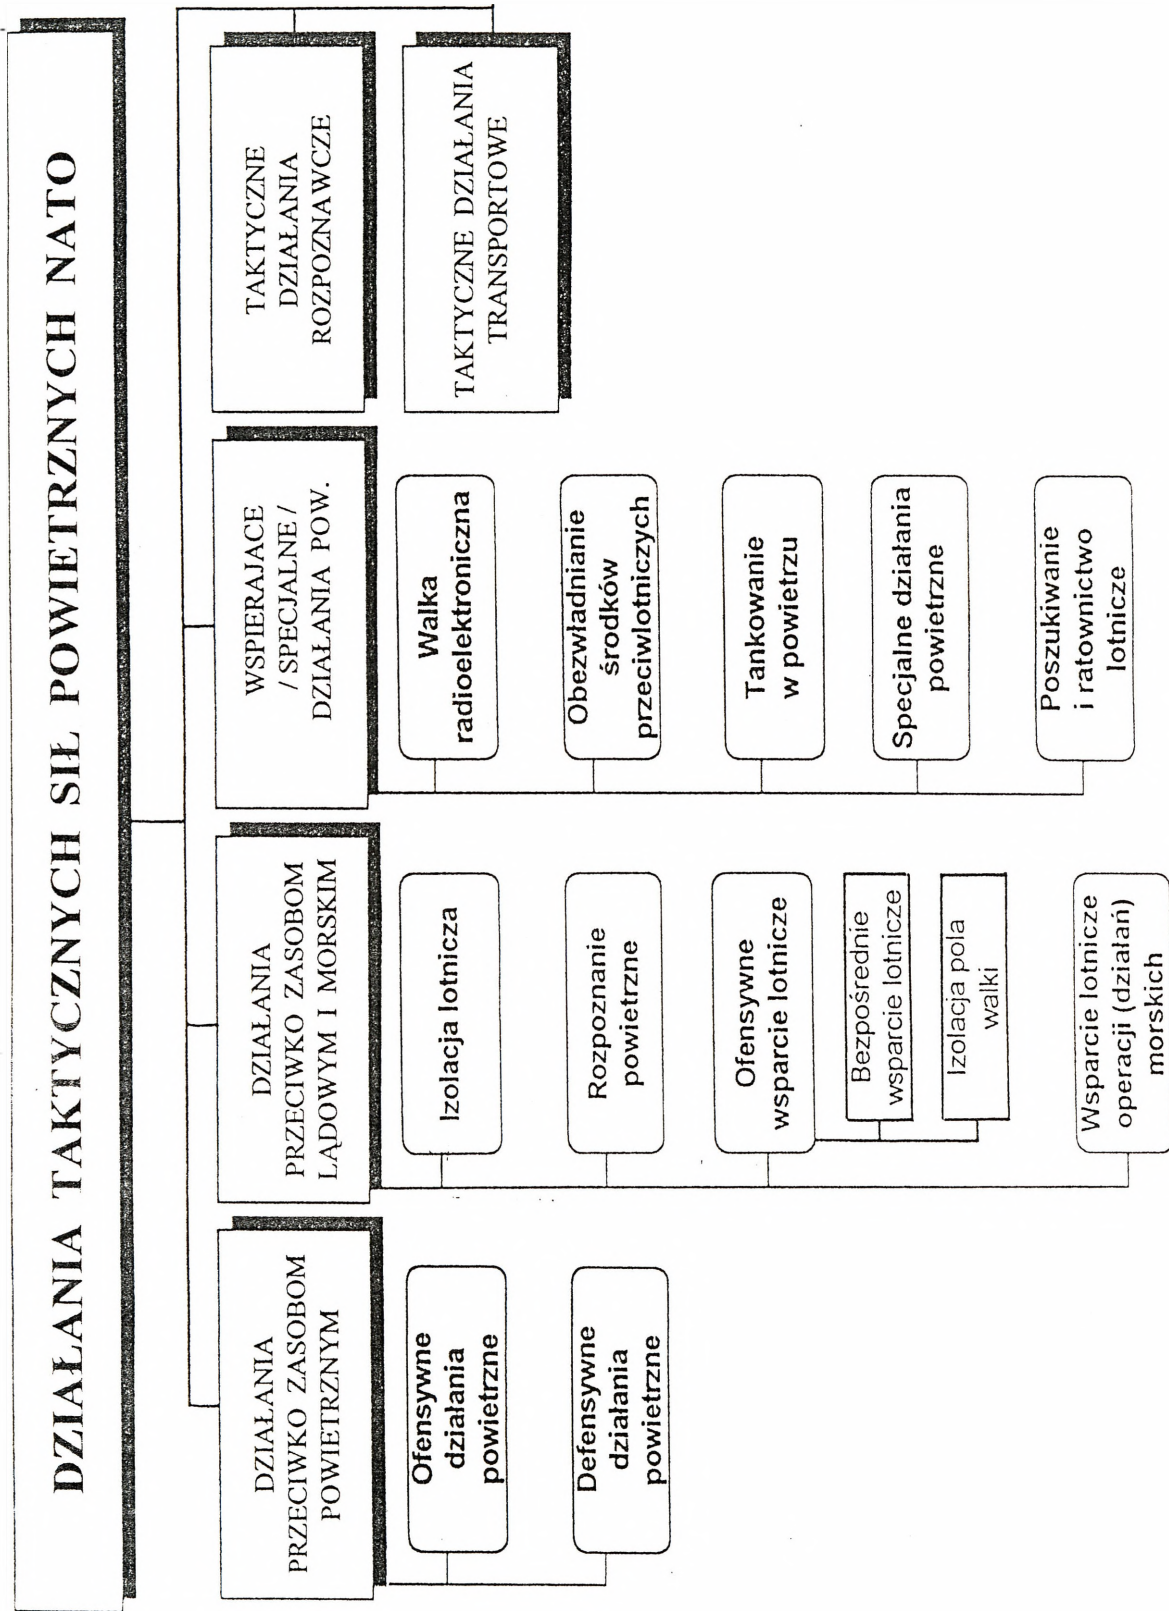 DZIAŁANIA TAKTYCZNYCH SIŁ POWIETRZNYCH NATO
DZIAŁANIA
PRZECIWKO ZASOBOM
POWIETRZNYM
Ofensywne
działania
powietrzne
Defensywne
działania
powietrzne
DZIAŁANIA
PRZECIWKO ZASOBOM
LĄDOWYM I MORSKIM
Izolacja lotnicza
Rozpoznanie
powietrzne
Ofensywne
wsparcie lotnicze
Bezpośrednie
wsparcie lotnicze
Izolacja pola
walki
Wsparcie lotnicze
operacji (działań)
morskich
WSPIERAJACE
/ SPECJALNE /
DZIAŁANIA POW.
Walka
radioelektroniczna
Obezwładnianie
środków
przeciwlotniczych
Tankowanie
w powietrzu
Specjalne działania
powietrzne
Poszukiwanie
i ratownictwo
lotnicze
TAKTYCZNE
DZIAŁANIA
ROZPOZNAWCZE
TAKTYCZNE DZIAŁANIA
TRANSPORTOWE